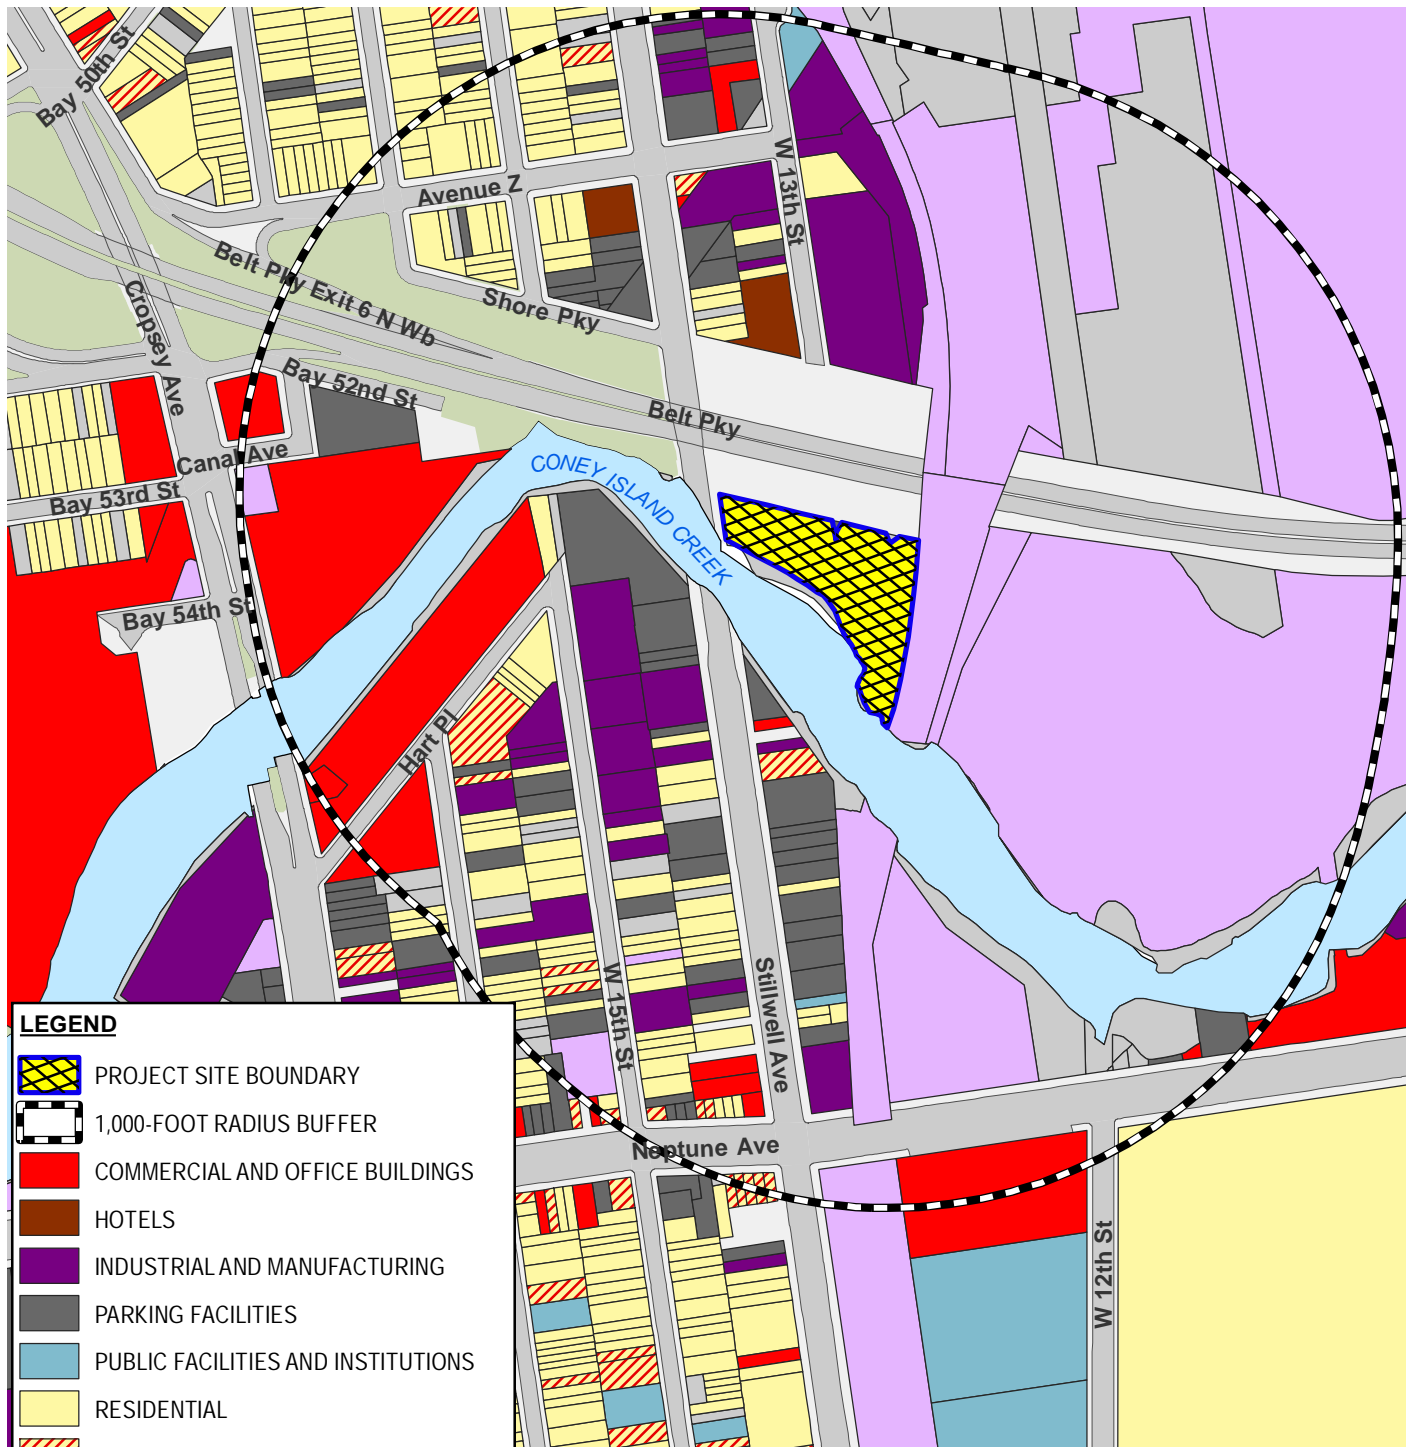 Bay 50th St
Avenue Z
W 13th St
Belt Pky Exit 6 N Wb
Shore Pky
Cropsey Ave
Bay 52nd St
Belt Pky
Canal Ave
CONEY ISLAND CREEK
Bay 53rd St
Bay 54th St
Hart Pl
W 15th St
Stillwell Ave
Neptune Ave
W 12th St
LEGEND
PROJECT SITE BOUNDARY
1,000-FOOT RADIUS BUFFER
COMMERCIAL AND OFFICE BUILDINGS
HOTELS
INDUSTRIAL AND MANUFACTURING
PARKING FACILITIES
PUBLIC FACILITIES AND INSTITUTIONS
RESIDENTIAL